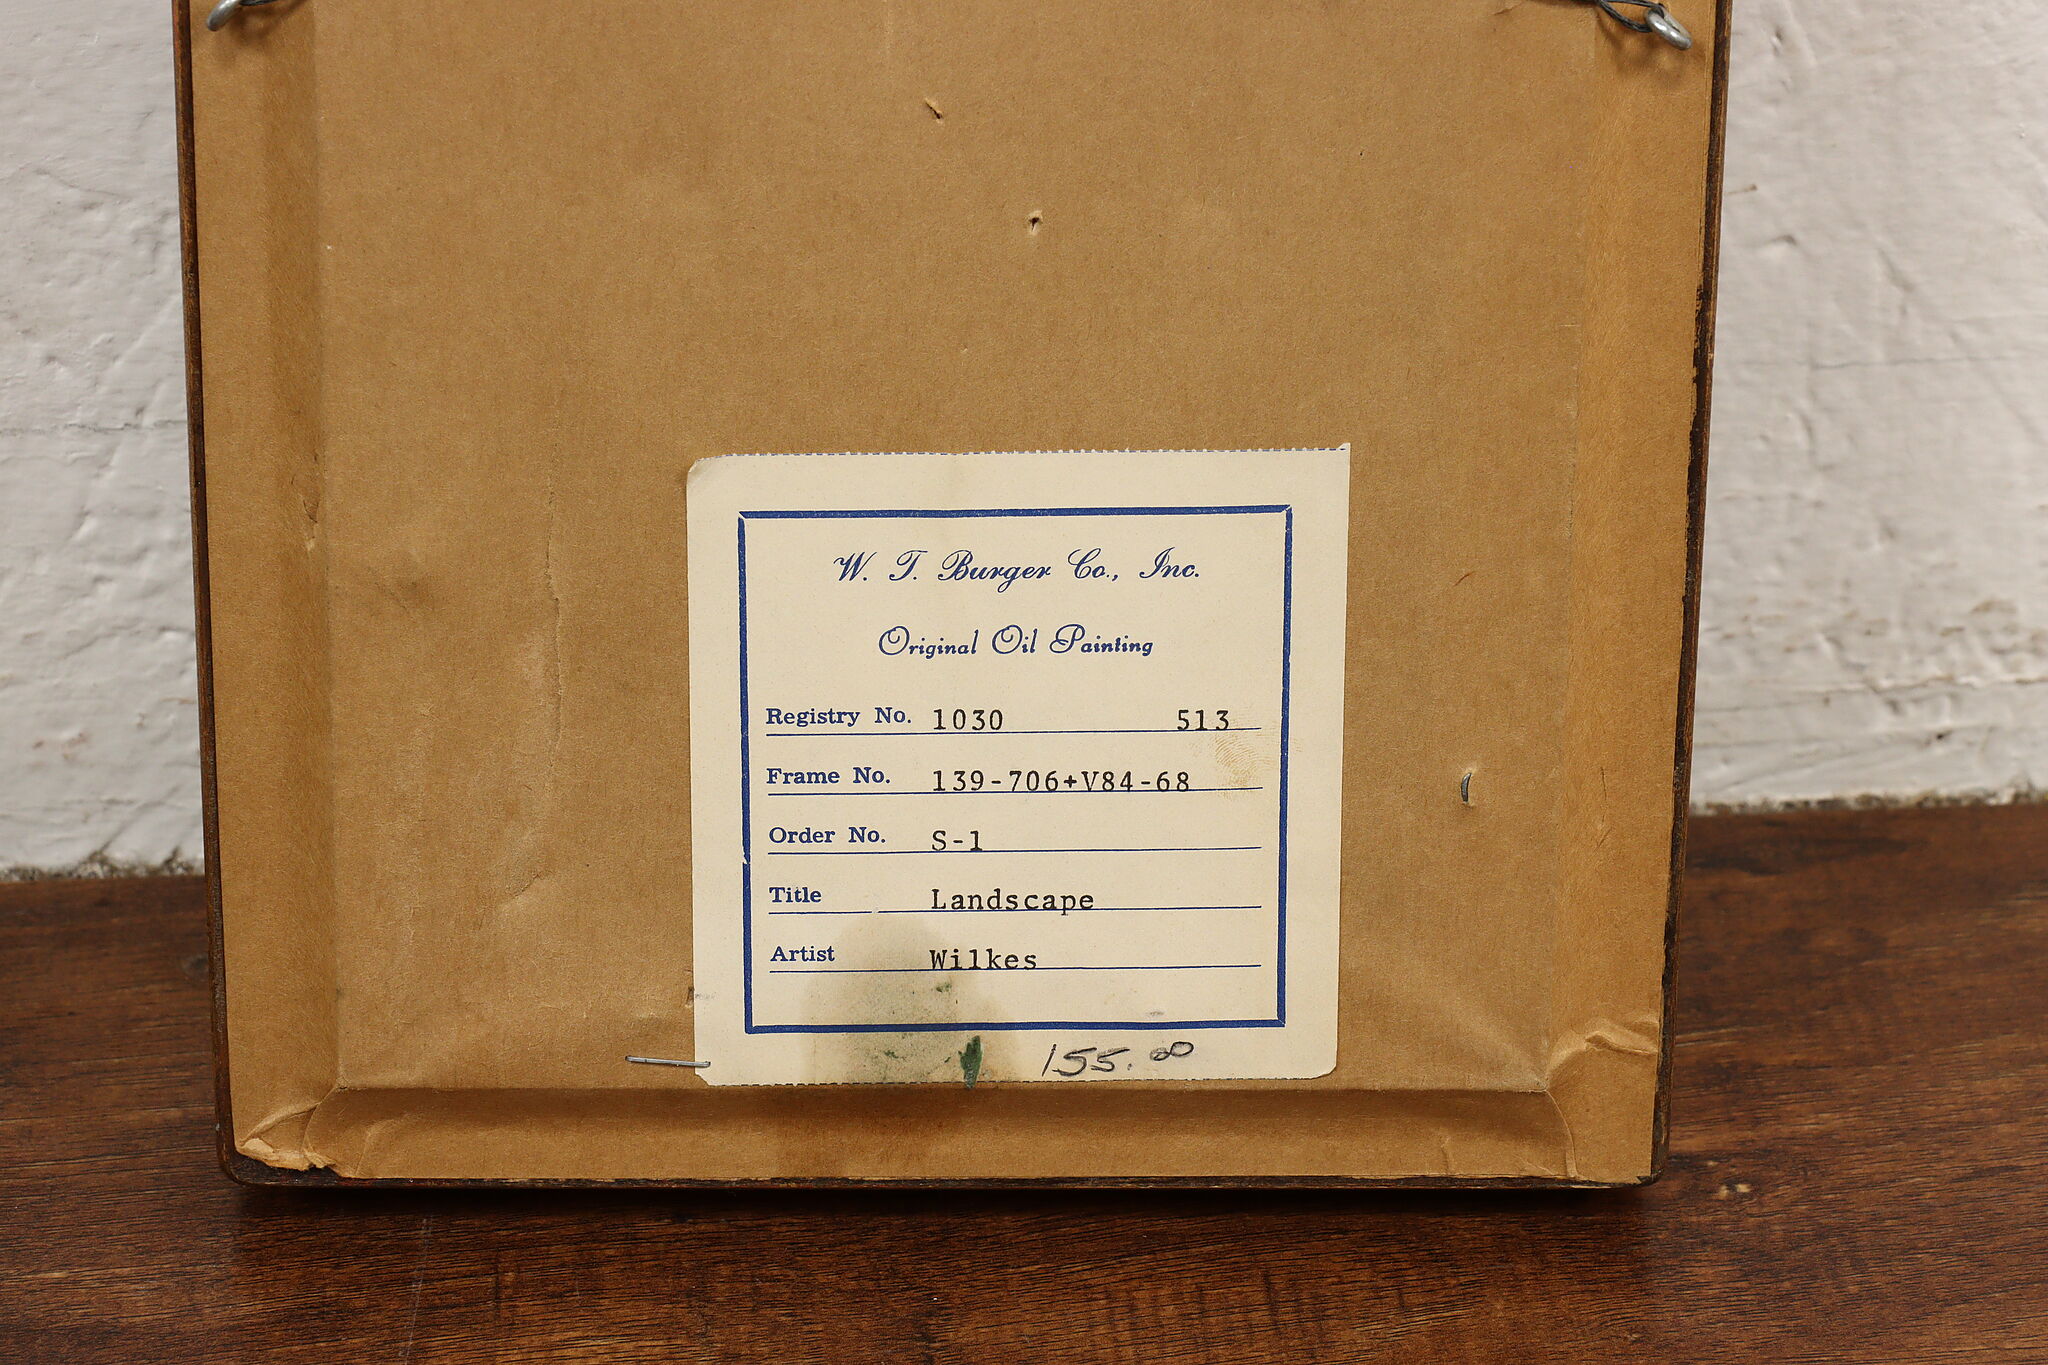 W. T. Burger Co., Inc.
Original Oil Painting
Registry No. 1030 513
Frame No. 139-706+V84-68
Order No. S-1
Title Landscape
Artist Wilkes
155.00